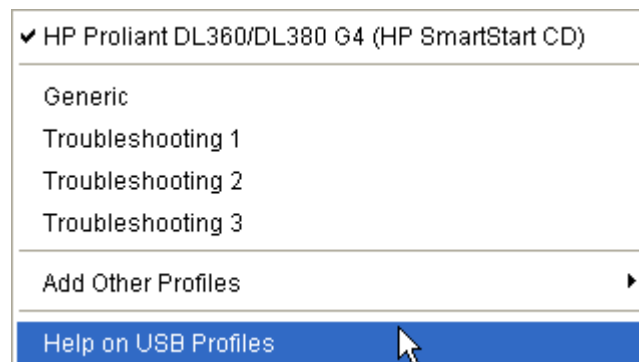 HP Proliant DL360/DL380 G4 (HP SmartStart CD)
Generic
Troubleshooting 1
Troubleshooting 2
Troubleshooting 3
Add Other Profiles
Help on USB Profiles